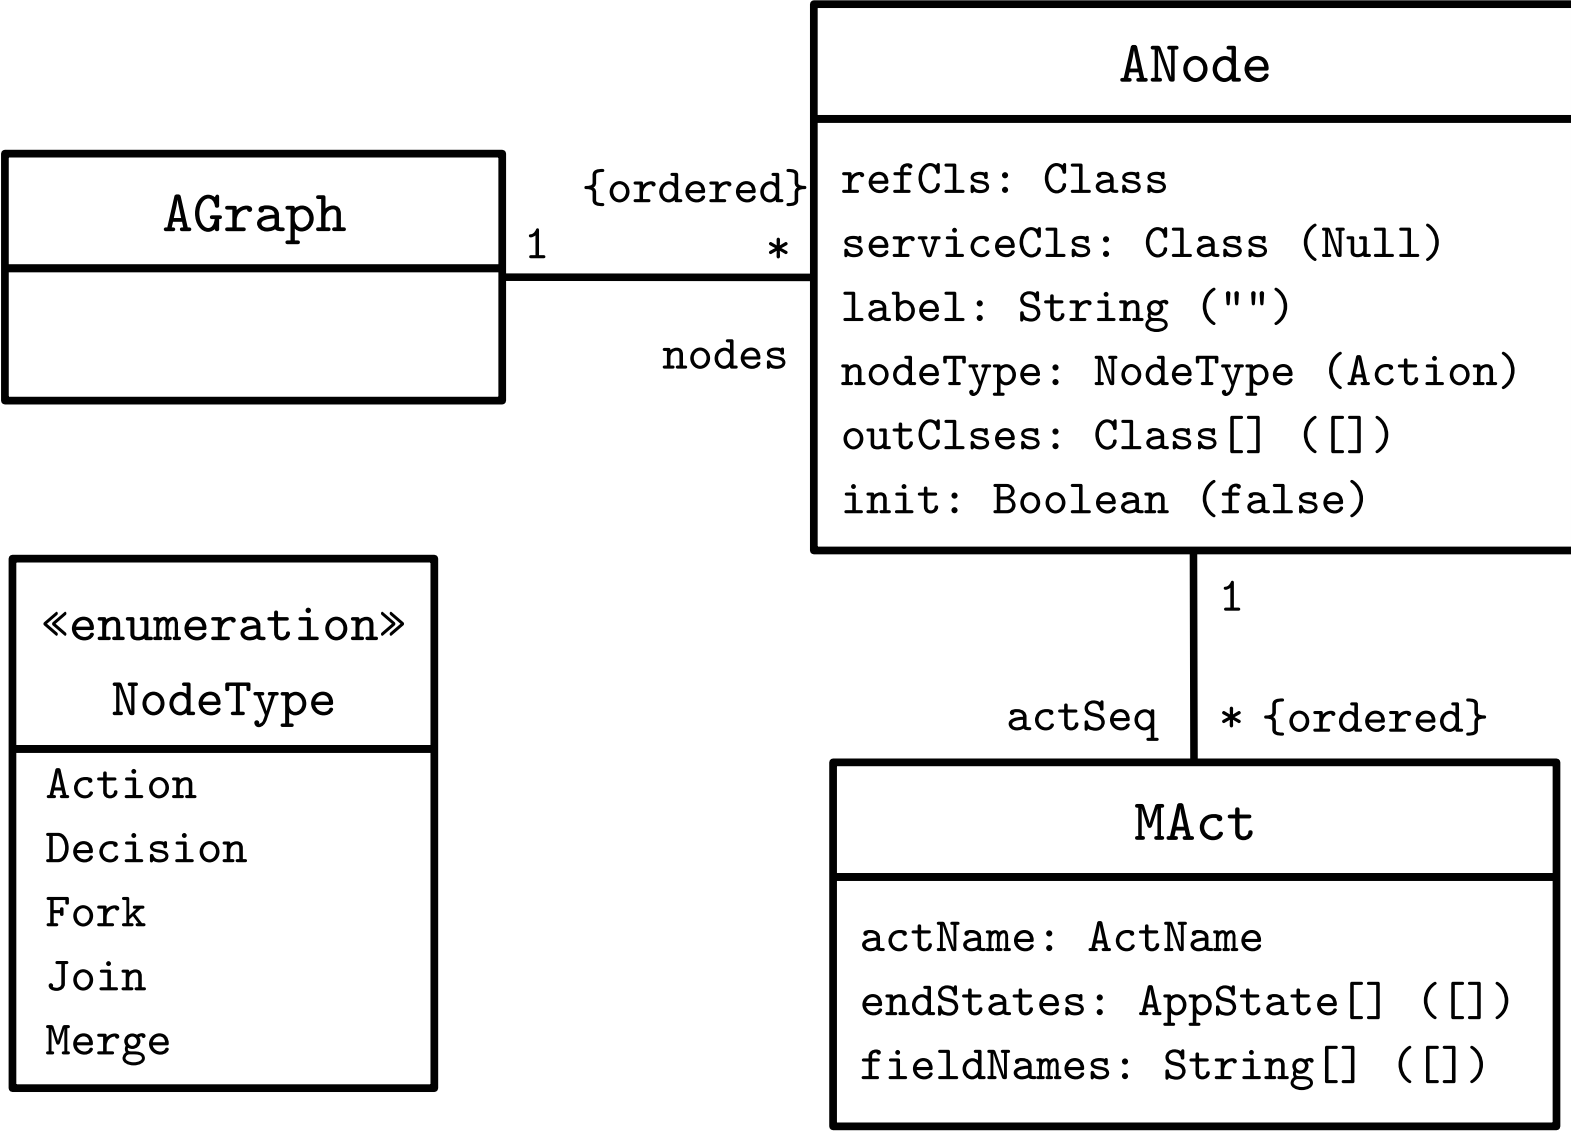 ANode
refCls: Class
serviceCls: Class (Null)
label: String ("")
nodeType: NodeType (Action)
outClses: Class[] ([])
init: Boolean (false)
AGraph
{ordered}
1
*
nodes
«enumeration»
NodeType
Action
Decision
Fork
Join
Merge
1
actSeq
* {ordered}
MAct
actName: ActName
endStates: AppState[] ([])
fieldNames: String[] ([])